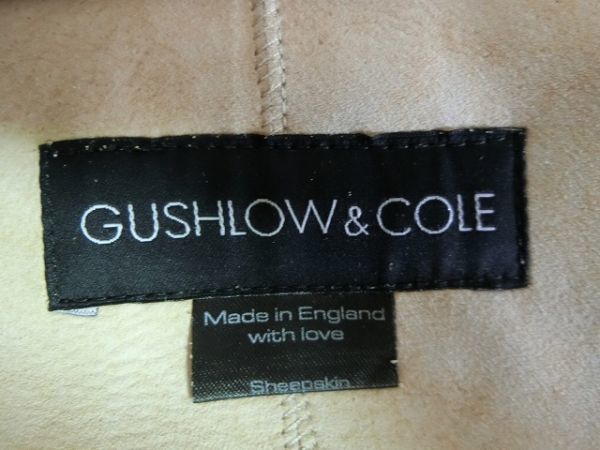 GUSHLOW & COLE
Made in England
with love
Sheepskin